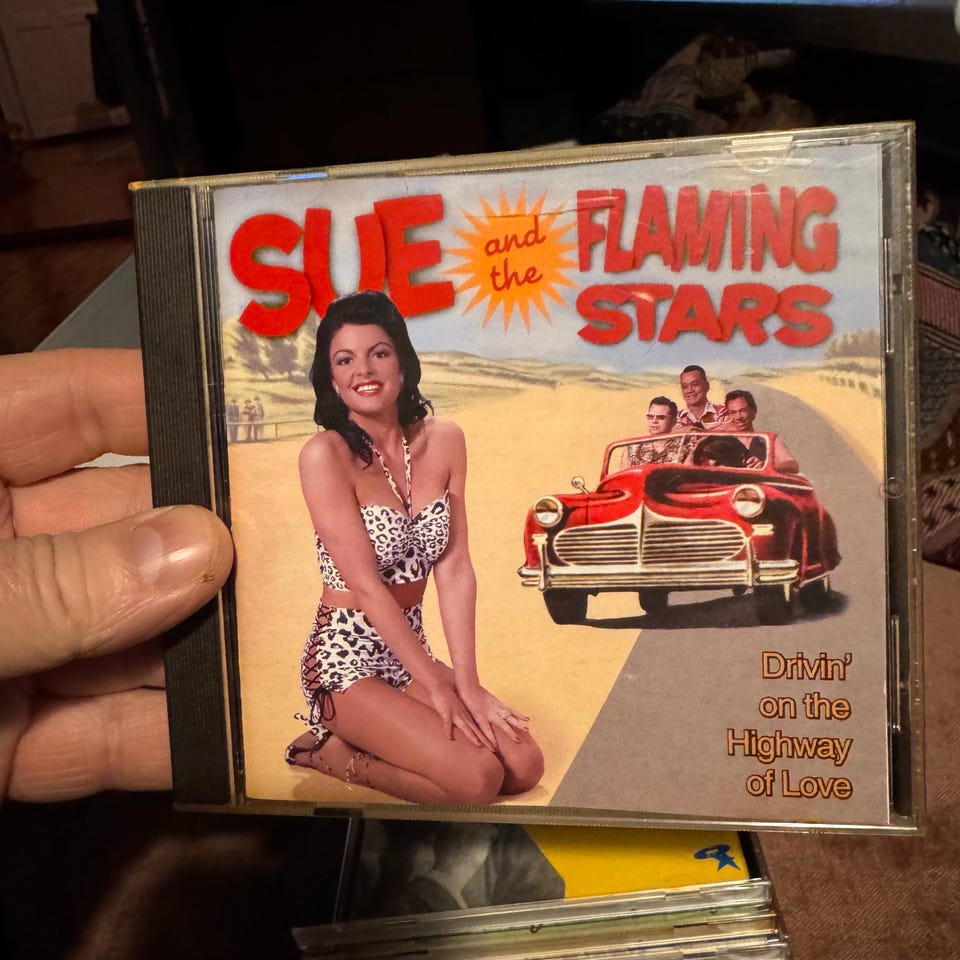 SUE and the FLAMING STARS
Drivin'
on the
Highway
of Love